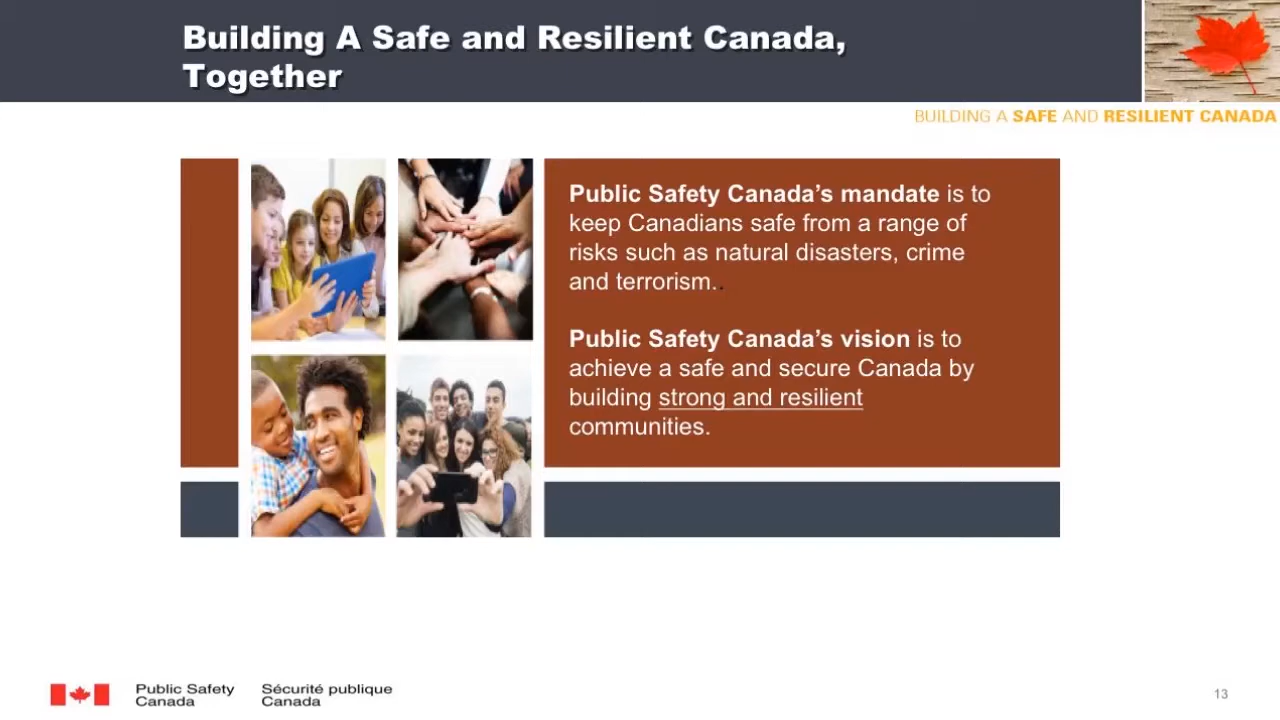 Building A Safe and Resilient Canada,
Together
BUILDING A SAFE AND RESILIENT CANADA
Public Safety Canada’s mandate is to
keep Canadians safe from a range of
risks such as natural disasters, crime
and terrorism..
Public Safety Canada’s vision is to
achieve a safe and secure Canada by
building strong and resilient
communities.
Public Safety Sécurité publique
Canada Canada
13